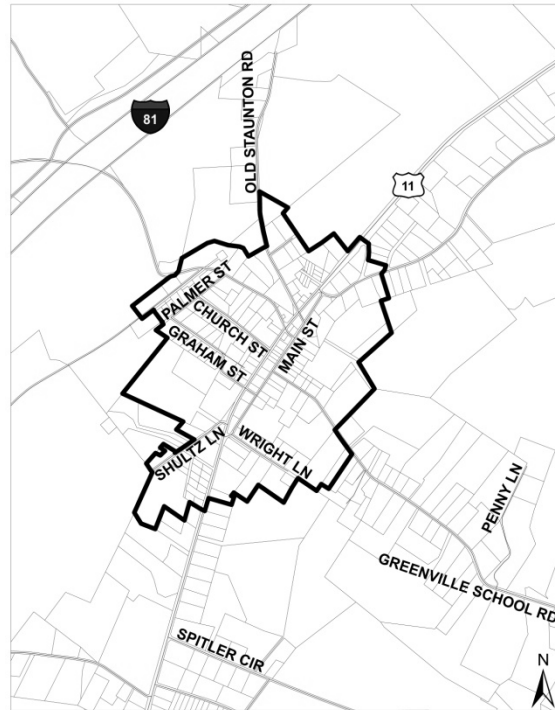 OLD STAUNTON RD
81
11
PALMER ST
CHURCH ST
MAIN ST
GRAHAM ST
SHULTZ LN
WRIGHT LN
PENNY LN
GREENVILLE SCHOOL RD
SPITLER CIR
N